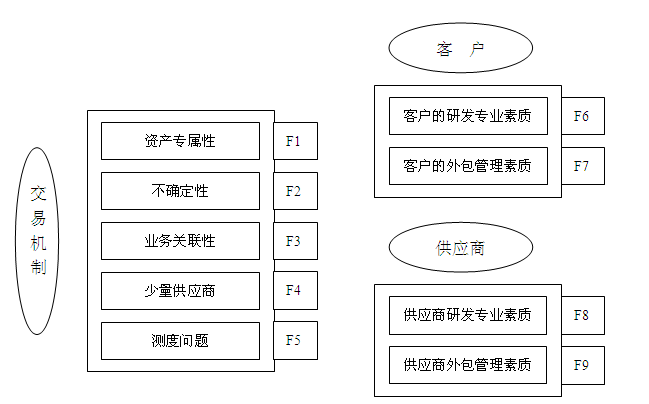 交易机制
资产专属性 F1
不确定性 F2
业务关联性 F3
少量供应商 F4
测度问题 F5
客 户
客户的研发专业素质 F6
客户的外包管理素质 F7
供应商
供应商研发专业素质 F8
供应商外包管理素质 F9